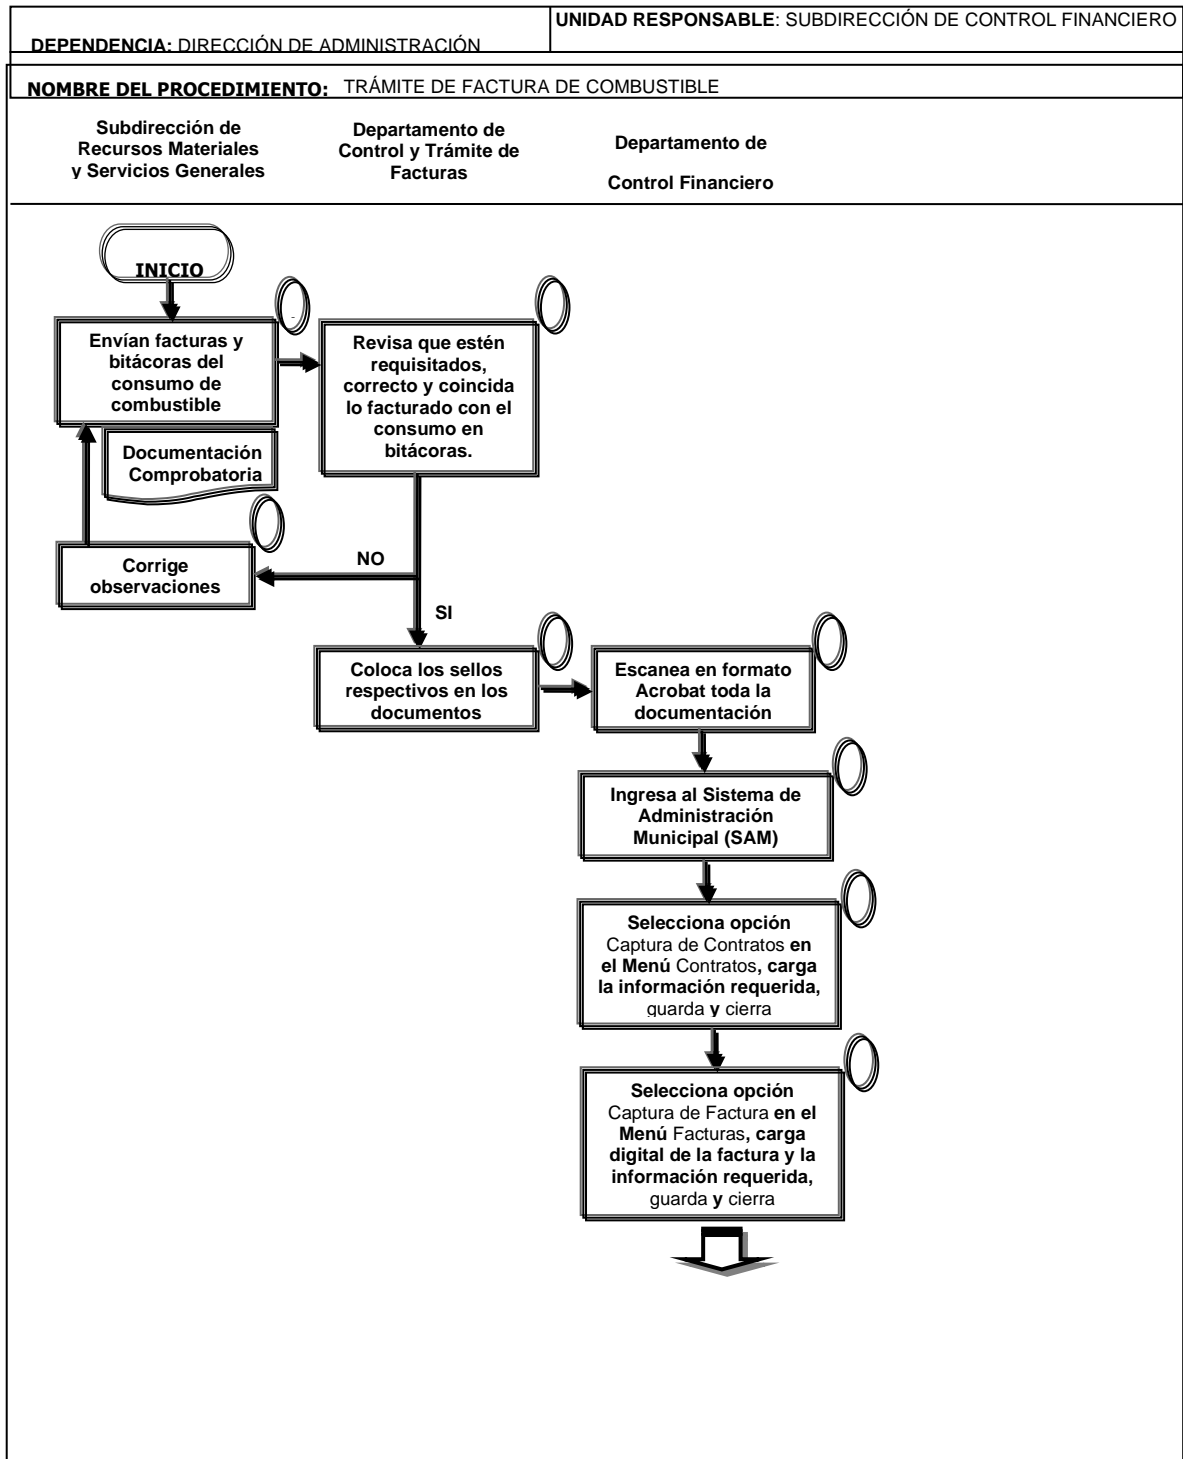 UNIDAD RESPONSABLE: SUBDIRECCIÓN DE CONTROL FINANCIERO
DEPENDENCIA: DIRECCIÓN DE ADMINISTRACIÓN
NOMBRE DEL PROCEDIMIENTO: TRÁMITE DE FACTURA DE COMBUSTIBLE
Subdirección de
Recursos Materiales
y Servicios Generales
Departamento de
Control y Trámite de
Facturas
Departamento de
Control Financiero
INICIO
Envían facturas y
bitácoras del
consumo de
combustible
Revisa que estén
requisitados,
correcto y coincida
lo facturado con el
consumo en
bitácoras.
Documentación
Comprobatoria
Corrige
observaciones
NO
SI
Coloca los sellos
respectivos en los
documentos
Escanea en formato
Acrobat toda la
documentación
Ingresa al Sistema de
Administración
Municipal (SAM)
Selecciona opción
Captura de Contratos en
el Menú Contratos, carga
la información requerida,
guarda y cierra
Selecciona opción
Captura de Factura en el
Menú Facturas, carga
digital de la factura y la
información requerida,
guarda y cierra